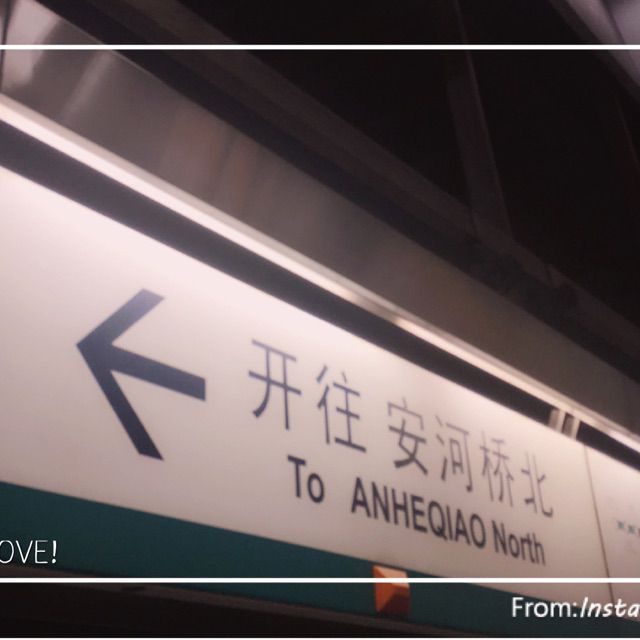 开往 安河桥北
To ANHEQIAO North
OVE!
From:Insta